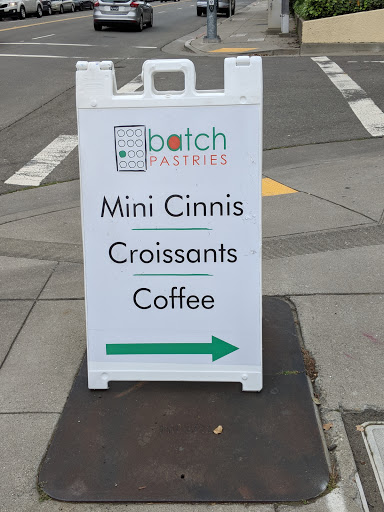 batch
PASTRIES
Mini Cinnis
Croissants
Coffee